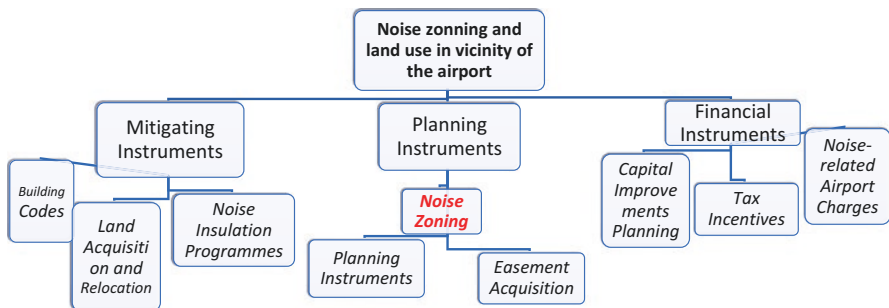 Noise zonning and
land use in vicinity of
the airport
Mitigating
Instruments
Planning
Instruments
Financial
Instruments
Building
Codes
Land
Acquisiti
on and
Relocation
Noise
Insulation
Programmes
Noise
Zoning
Planning
Instruments
Easement
Acquisition
Capital
Improve
ments
Planning
Tax
Incentives
Noise-
related
Airport
Charges